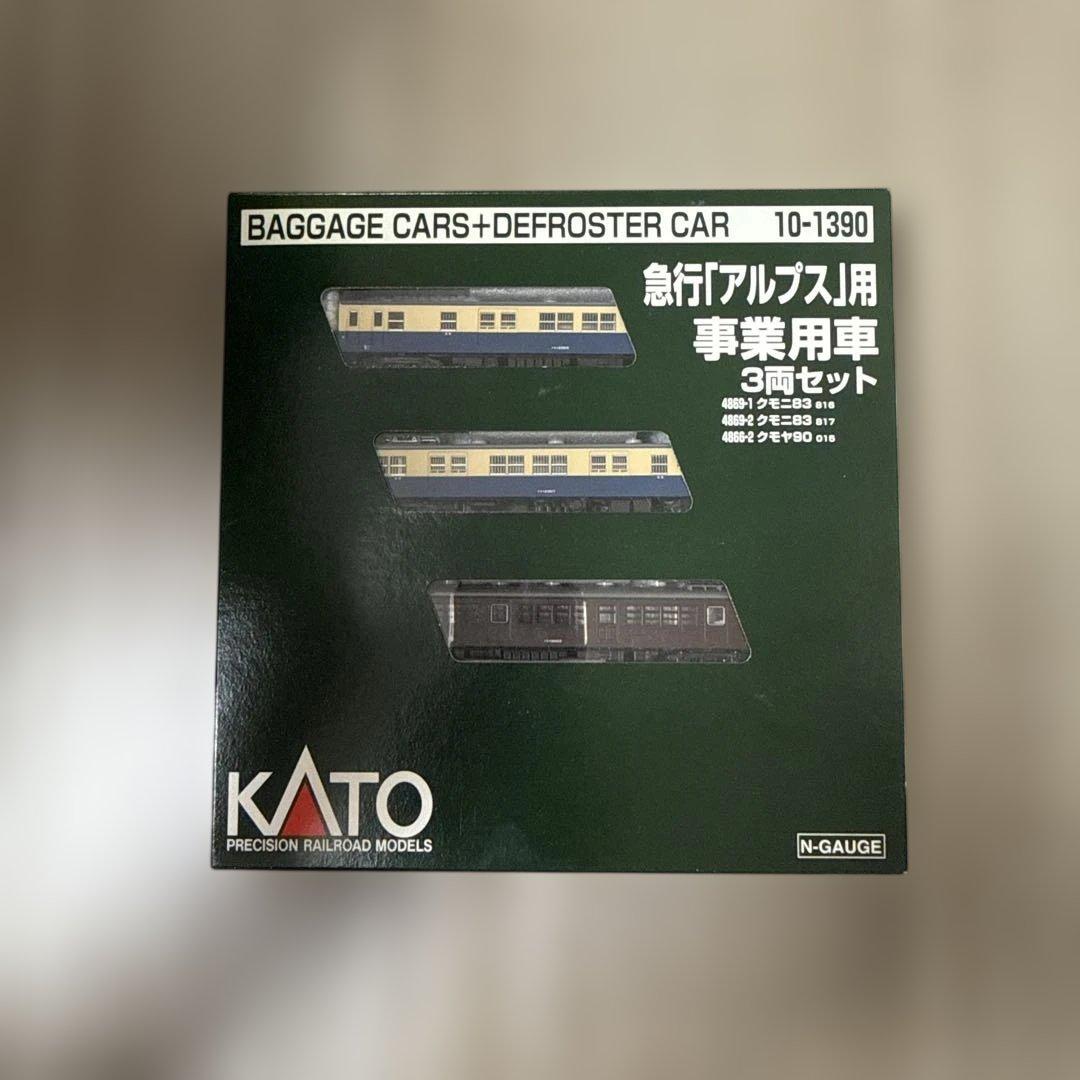 BAGGAGE CARS+DEFROSTER CAR 10-1390
急行「アルプス」用
事業用車
3両セット
4869-1 クモニ83 816
4869-2 クモニ83 817
4866-2 クモヤ90 015
KATO
PRECISION RAILROAD MODELS
N-GAUGE